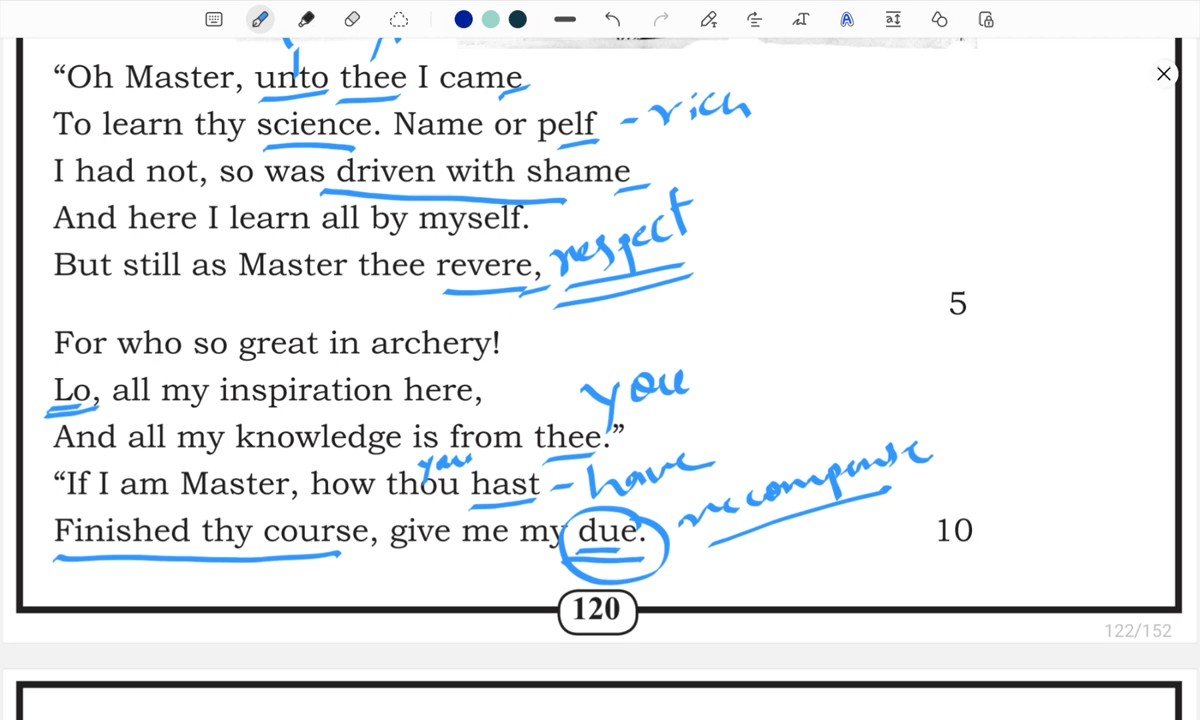 “Oh Master, unto thee I came
To learn thy science. Name or pelf - rich
I had not, so was driven with shame
And here I learn all by myself.
But still as Master thee revere, respect
5
For who so great in archery!
Lo, all my inspiration here,
you
And all my knowledge is from thee.”
you
“If I am Master, how thou hast - have
recompense
Finished thy course, give me my due.
10
120
122/152